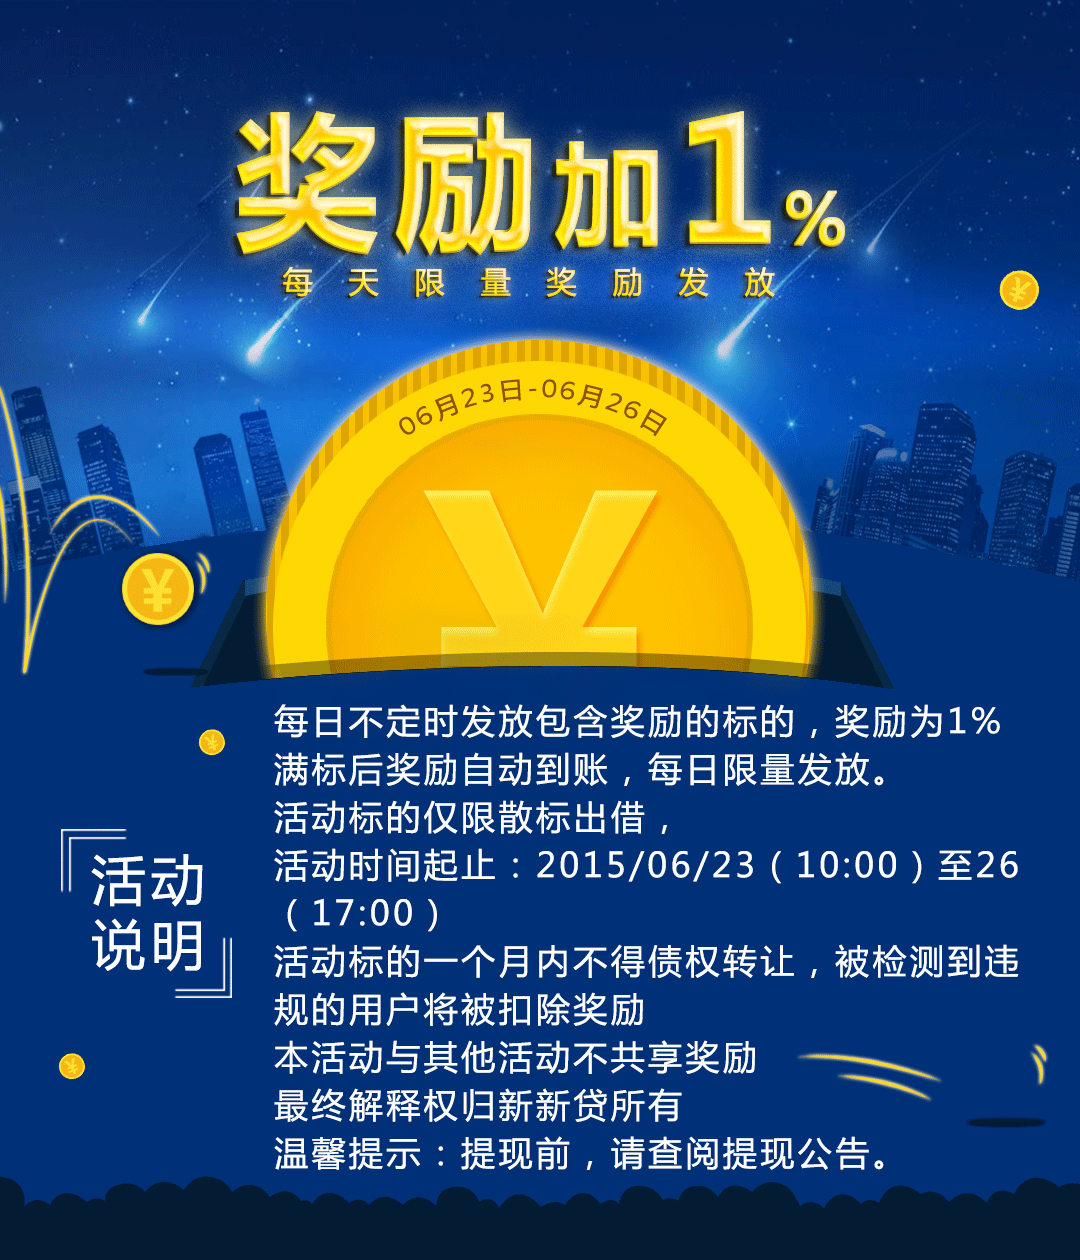 奖励加1%
每天限量奖励发放
06月23日-06月26日
¥
¥
¥
每日不定时发放包含奖励的标的，奖励为1%
¥
满标后奖励自动到账，每日限量发放。
活动标的仅限散标出借，
活动时间起止：2015/06/23（10:00）至26
（17:00）
活动
说明
活动标的一个月内不得债权转让，被检测到违
规的用户将被扣除奖励
本活动与其他活动不共享奖励
¥
最终解释权归新新贷所有
温馨提示：提现前，请查阅提现公告。